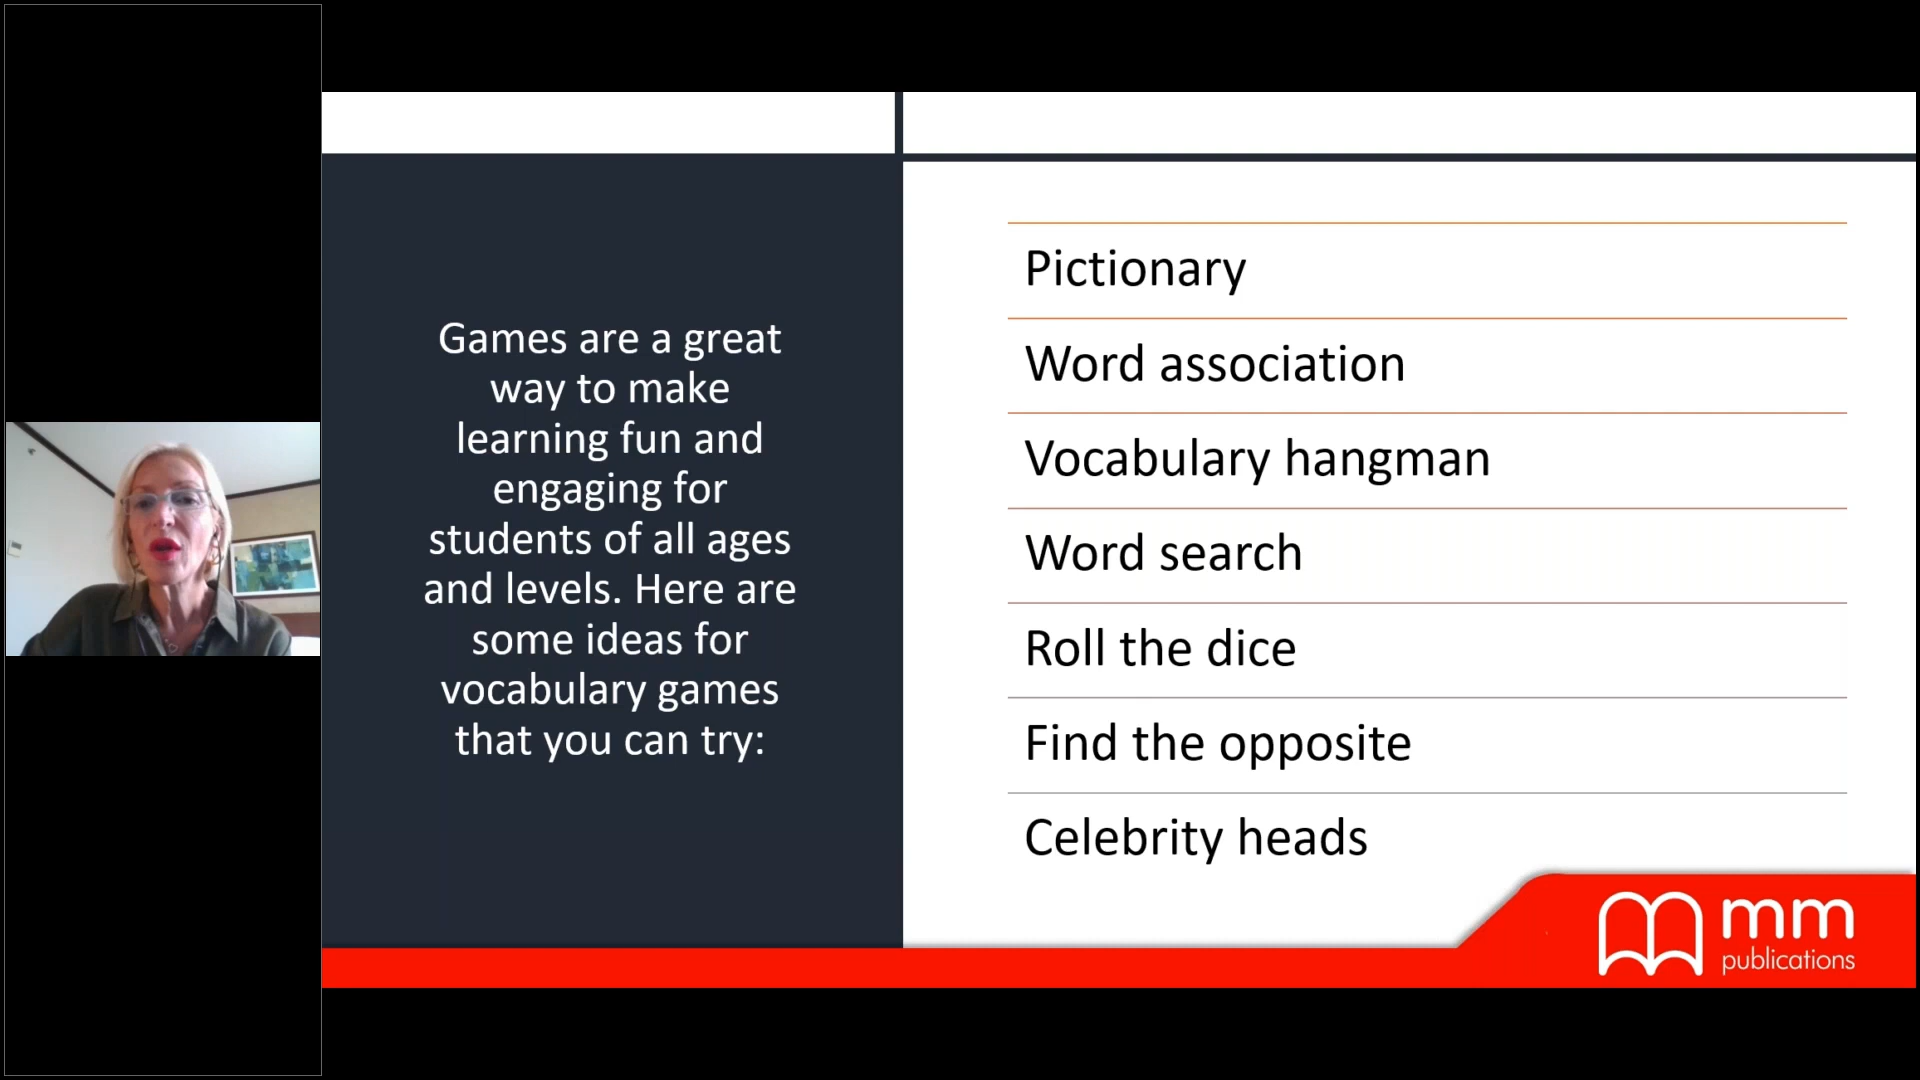 Games are a great
way to make
learning fun and
engaging for
students of all ages
and levels. Here are
some ideas for
vocabulary games
that you can try:
Pictionary
Word association
Vocabulary hangman
Word search
Roll the dice
Find the opposite
Celebrity heads
mm
publications